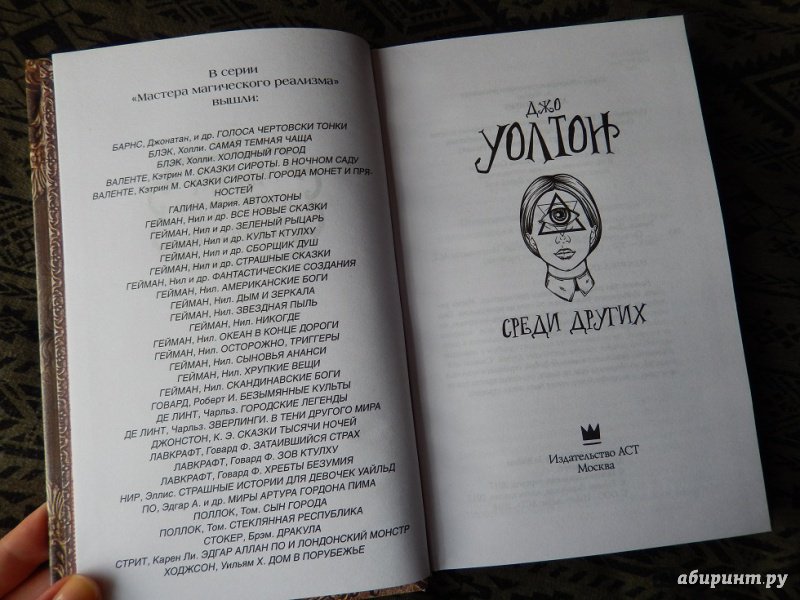 В серии
«Мастера магического реализма»
вышли:
БАРНС, Джонатан, и др. ГОЛОСА ЧЕРТОВСКИ ТОНКИ
БЛЭК, Холли. САМАЯ ТЕМНАЯ ЧАЩА
БЛЭК, Холли. ХОЛОДНЫЙ ГОРОД
ВАЛЕНТЕ, Кэтрин М. СКАЗКИ СИРОТЫ. В НОЧНОМ САДУ
ВАЛЕНТЕ, Кэтрин М. СКАЗКИ СИРОТЫ. ГОРОДА МОНЕТ И ПРЯ-
НОСТЕЙ
ГАЛИНА, Мария. АВТОХТОНЫ
ГЕЙМАН, Нил и др. ВСЕ НОВЫЕ СКАЗКИ
ГЕЙМАН, Нил и др. ЗЕЛЕНЫЙ РЫЦАРЬ
ГЕЙМАН, Нил и др. КУЛЬТ КТУЛХУ
ГЕЙМАН, Нил и др. СБОРЩИК ДУШ
ГЕЙМАН, Нил и др. СТРАШНЫЕ СКАЗКИ
ГЕЙМАН, Нил и др. ФАНТАСТИЧЕСКИЕ СОЗДАНИЯ
ГЕЙМАН, Нил. АМЕРИКАНСКИЕ БОГИ
ГЕЙМАН, Нил. ДЫМ И ЗЕРКАЛА
ГЕЙМАН, Нил. ЗВЕЗДНАЯ ПЫЛЬ
ГЕЙМАН, Нил. НИКОГДЕ
ГЕЙМАН, Нил. ОКЕАН В КОНЦЕ ДОРОГИ
ГЕЙМАН, Нил. ОСТОРОЖНО, ТРИГГЕРЫ
ГЕЙМАН, Нил. СЫНОВЬЯ АНАНСИ
ГЕЙМАН, Нил. ХРУПКИЕ ВЕЩИ
ГЕЙМАН, Нил. СКАНДИНАВСКИЕ БОГИ
ГОВАРД, Роберт И. БЕЗЫМЯННЫЕ КУЛЬТЫ
ДЕ ЛИНТ, Чарльз. ГОРОДСКИЕ ЛЕГЕНДЫ
ДЕ ЛИНТ, Чарльз. ЗВЕРЛИНГИ. В ТЕНИ ДРУГОГО МИРА
ДЖОНСТОН, К. Э. СКАЗКИ ТЫСЯЧИ НОЧЕЙ
ЛАВКРАФТ, Говард Ф. ЗАТАИВШИЙСЯ СТРАХ
ЛАВКРАФТ, Говард Ф. ЗОВ КТУЛХУ
ЛАВКРАФТ, Говард Ф. ХРЕБТЫ БЕЗУМИЯ
НИР, Эллис. СТРАШНЫЕ ИСТОРИИ ДЛЯ ДЕВОЧЕК УАЙЛЬД
ПО, Эдгар А. и др. МИРЫ АРТУРА ГОРДОНА ПИМА
ПОЛЛОК, Том. СЫН ГОРОДА
ПОЛЛОК, Том. СТЕКЛЯННАЯ РЕСПУБЛИКА
СТОКЕР, Брэм. ДРАКУЛА
СТРИТ, Карен Ли. ЭДГАР АЛЛАН ПО И ЛОНДОНСКИЙ МОНСТР
ХОДЖСОН, Уильям Х. ДОМ В ПОРУБЕЖЬЕ
ДЖО
УОЛТОН
СРЕДИ ДРУГИХ
Издательство АСТ
Москва
абиринт.ру